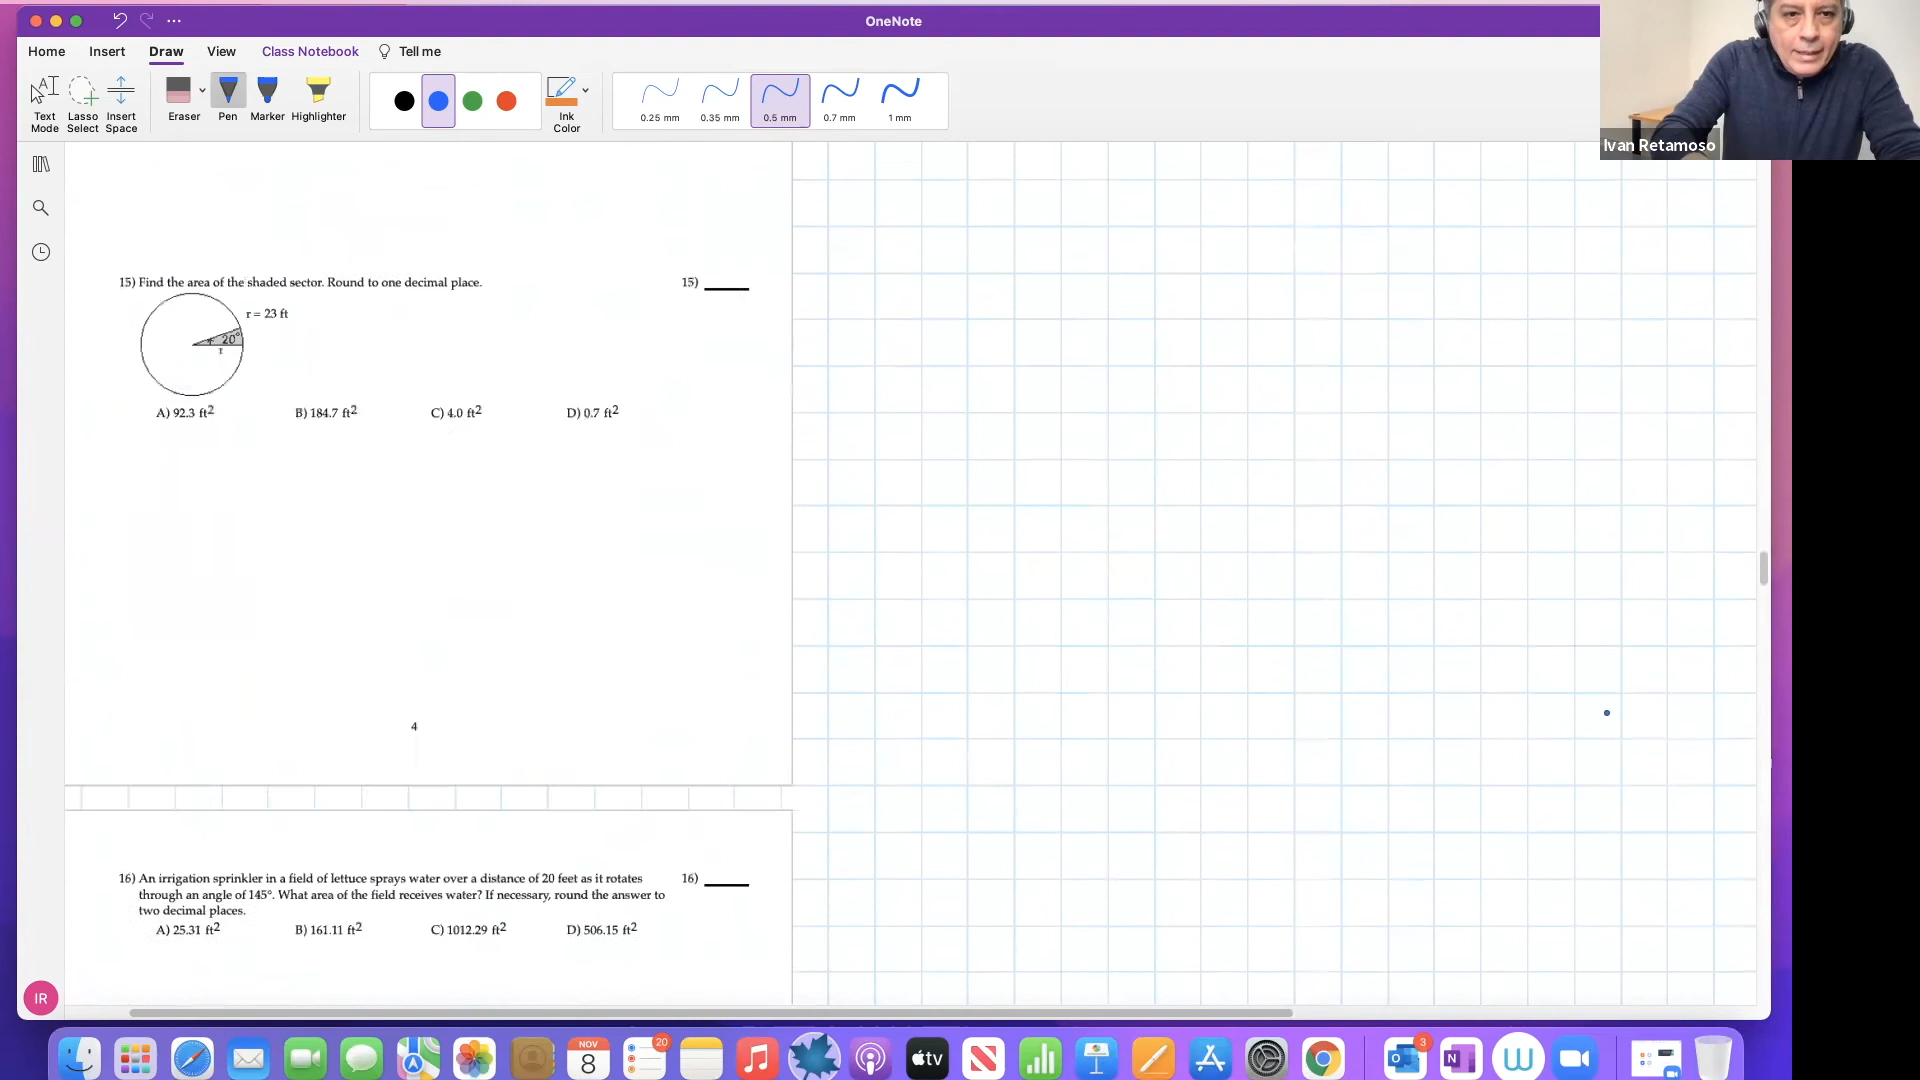 OneNote
Home Insert Draw View Class Notebook Tell me
Text Mode
Lasso Select
Insert Space
Eraser
Pen
Marker
Highlighter
Ink Color
0.25 mm
0.35 mm
0.5 mm
0.7 mm
1 mm
Ivan Retamoso
15) Find the area of the shaded sector. Round to one decimal place.
15)
r = 23 ft
20°
r
A) 92.3 ft2
B) 184.7 ft2
C) 4.0 ft2
D) 0.7 ft2
4
16) An irrigation sprinkler in a field of lettuce sprays water over a distance of 20 feet as it rotates
through an angle of 145°. What area of the field receives water? If necessary, round the answer to
two decimal places.
16)
A) 25.31 ft2
B) 161.11 ft2
C) 1012.29 ft2
D) 506.15 ft2
IR
NOV
8
20
tv
3